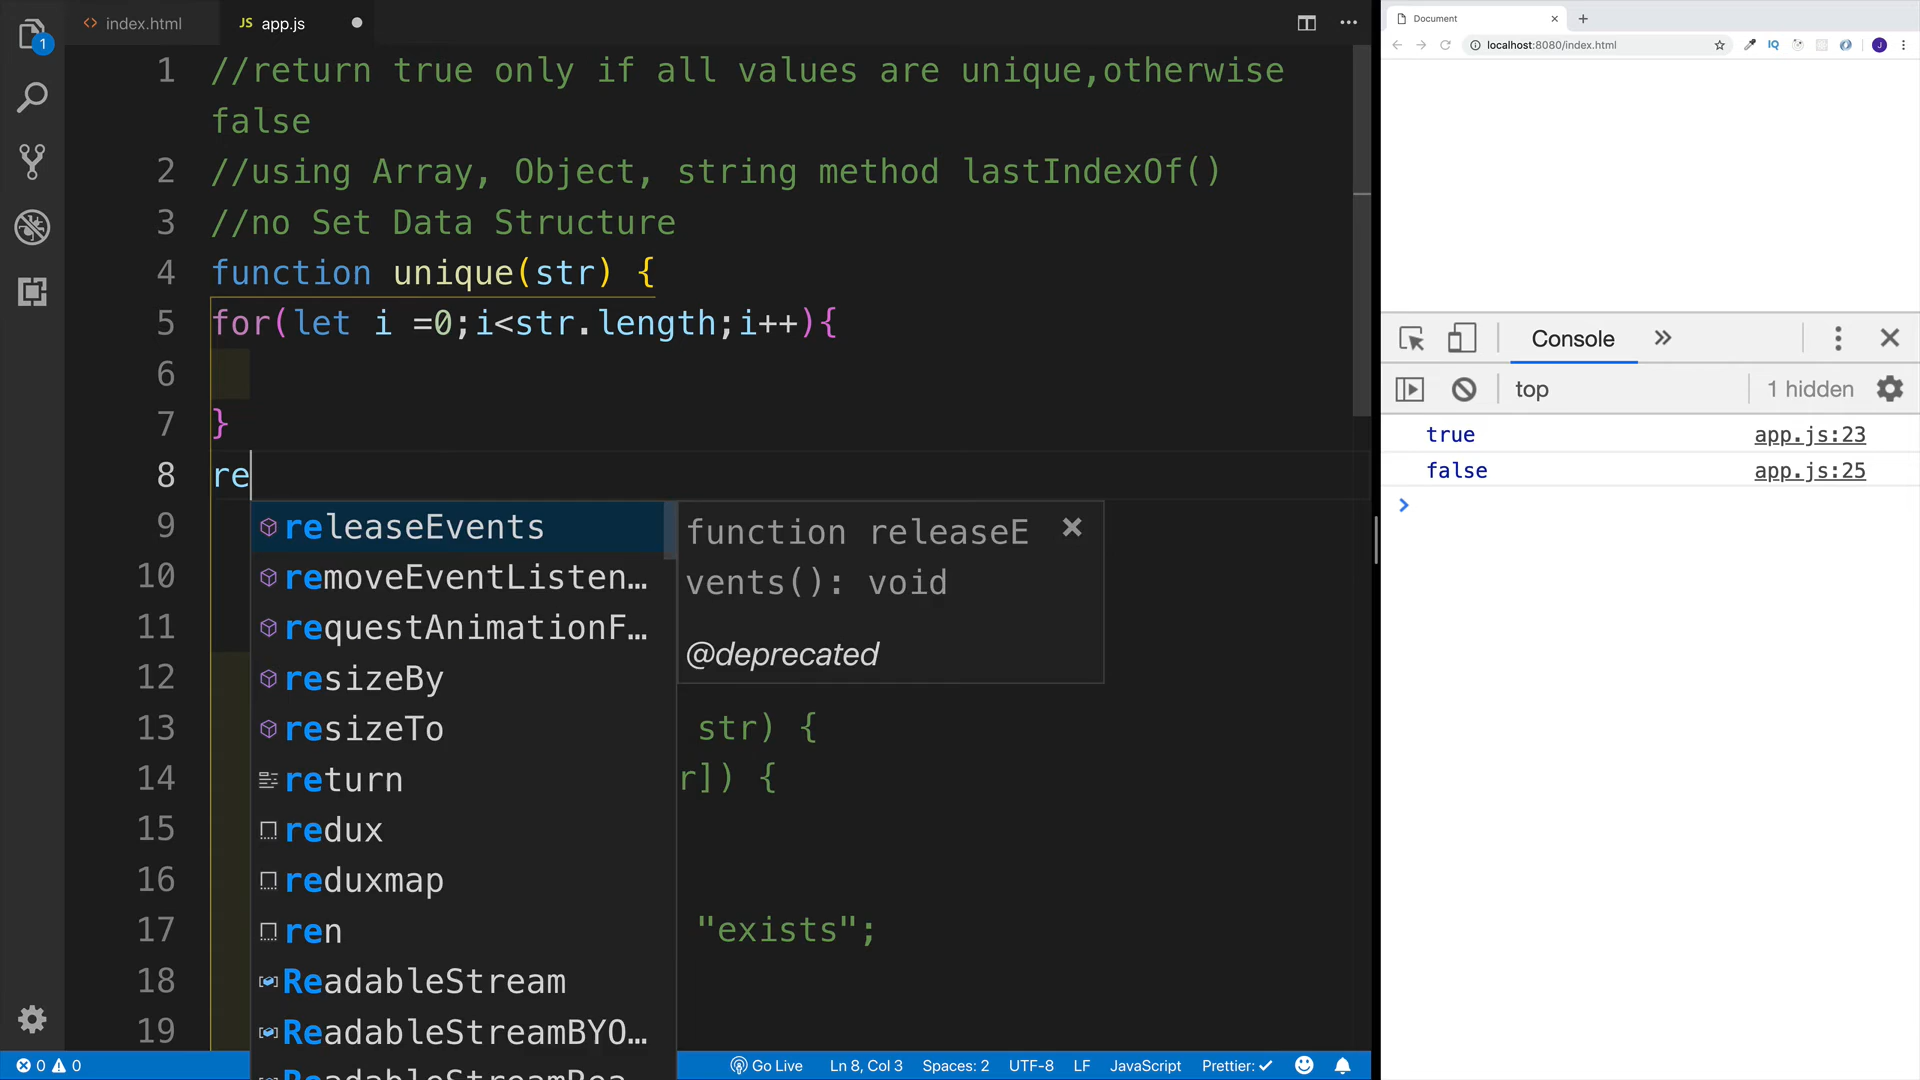 index.html
JS app.js
1 //return true only if all values are unique,otherwise
false
2 //using Array, Object, string method lastIndexOf()
3 //no Set Data Structure
4 function unique(str) {
5 for(let i =0;i<str.length;i++){
6
7 }
8 re
9 releaseEvents
10 removeEventListen…
11 requestAnimationF…
12 resizeBy
13 resizeTo
14 return
15 redux
16 reduxmap
17 ren
18 ReadableStream
19 ReadableStreamBYO…
function releaseE
vents(): void
@deprecated
str) {
r]) {
"exists";
1
0 0
Go Live
Ln 8, Col 3
Spaces: 2
UTF-8
LF
JavaScript
Prettier: ✓
Document
localhost:8080/index.html
IQ
J
Console
top
1 hidden
true app.js:23
false app.js:25